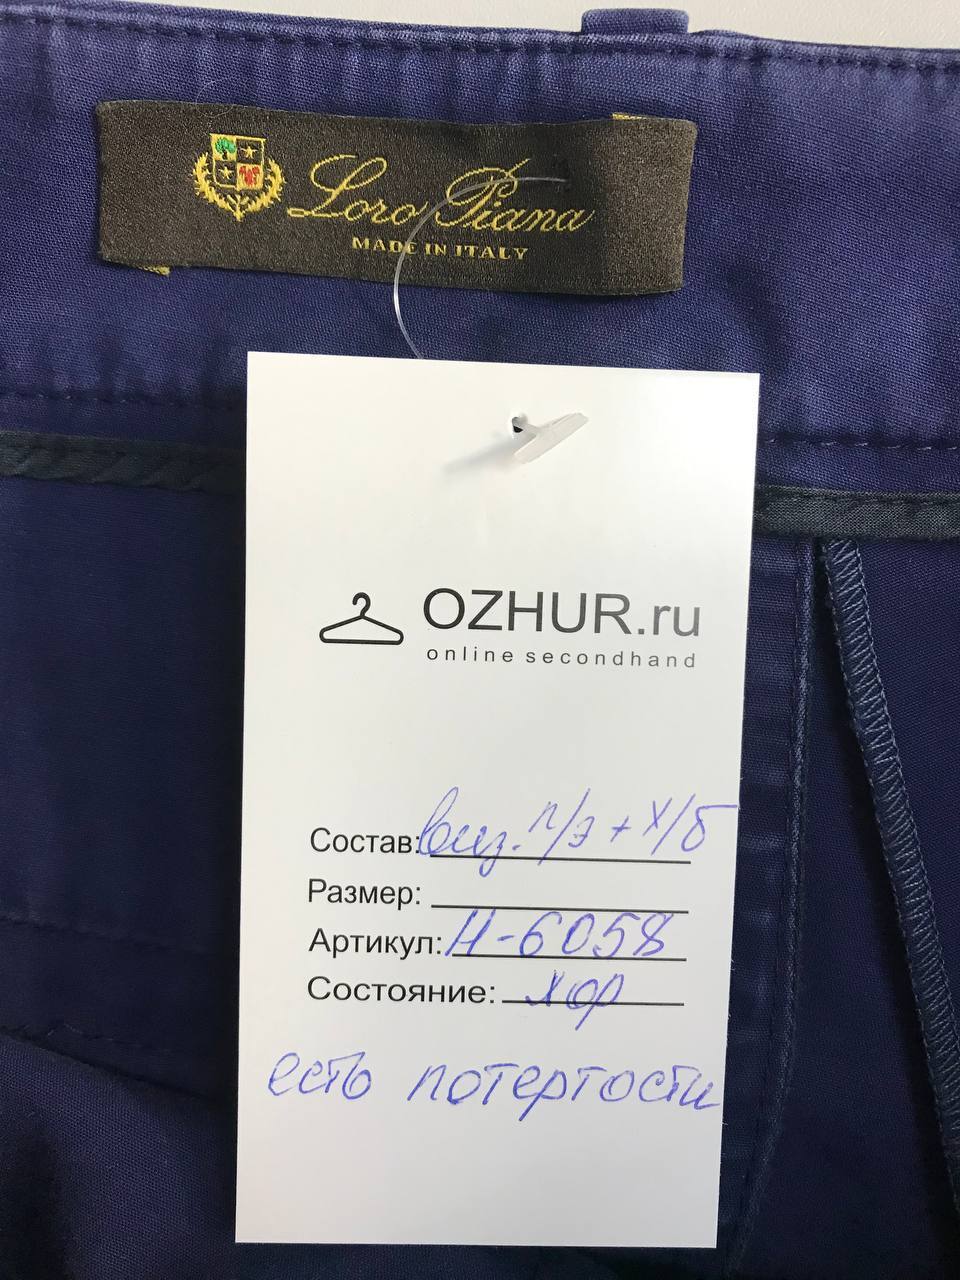 Loro Piana
MADE IN ITALY
OZHUR.ru
online secondhand
Состав: виз. п/э + х/б
Размер:
Артикул: Н-6058
Состояние: хор
есть потертости